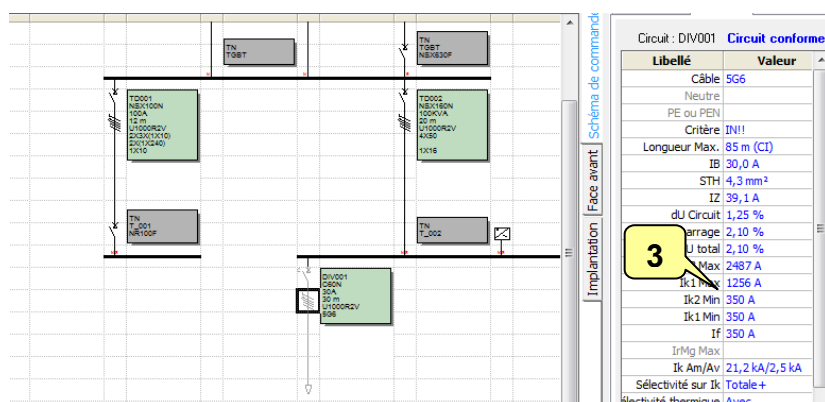 TN
TGBT
TN
TGBT
NSX630F
TD001
NSX100N
100A
12 m
U1000R2V
2X3X(1X10)
2X(1X240)
1X10
TD002
NSX160N
100KVA
20 m
U1000R2V
4X50
1X16
TN
T_001
NR100F
TN
T_002
DIV001
C60N
30A
30 m
U1000R2V
5G6
Schéma de commande
Face avant
Implantation
Circuit : DIV001 Circuit conforme
Libellé Valeur
Câble 5G6
Neutre
PE ou PEN
Critère IN!!
Longueur Max. 85 m (CI)
IB 30,0 A
STH 4,3 mm²
IZ 39,1 A
dU Circuit 1,25 %
arrage 2,10 %
U total 2,10 %
Max 2487 A
Ik1 Max 1256 A
Ik2 Min 350 A
Ik1 Min 350 A
If 350 A
IrMg Max
Ik Am/Av 21,2 kA/2,5 kA
Sélectivité sur Ik Totale+
électivité thermique Avec
3